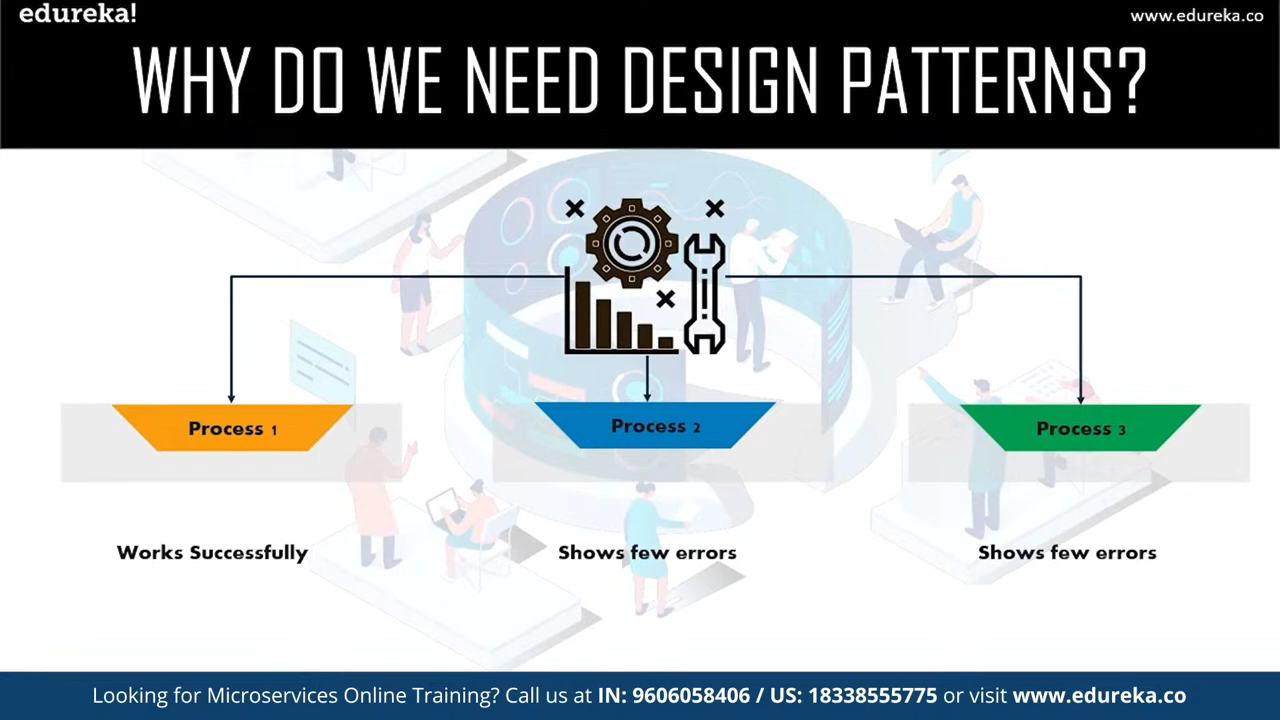 edureka!
www.edureka.co
WHY DO WE NEED DESIGN PATTERNS?
Process 1
Process 2
Process 3
Works Successfully
Shows few errors
Shows few errors
Looking for Microservices Online Training? Call us at IN: 9606058406 / US: 18338555775 or visit www.edureka.co